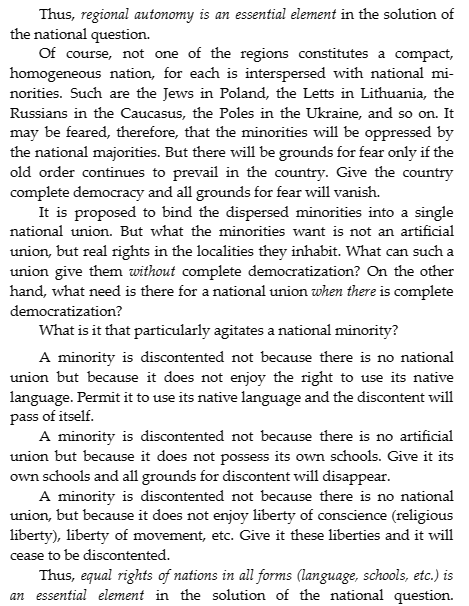 Thus, regional autonomy is an essential element in the solution of
the national question.
Of course, not one of the regions constitutes a compact,
homogeneous nation, for each is interspersed with national mi-
norities. Such are the Jews in Poland, the Letts in Lithuania, the
Russians in the Caucasus, the Poles in the Ukraine, and so on. It
may be feared, therefore, that the minorities will be oppressed by
the national majorities. But there will be grounds for fear only if the
old order continues to prevail in the country. Give the country
complete democracy and all grounds for fear will vanish.
It is proposed to bind the dispersed minorities into a single
national union. But what the minorities want is not an artificial
union, but real rights in the localities they inhabit. What can such a
union give them without complete democratization? On the other
hand, what need is there for a national union when there is complete
democratization?
What is it that particularly agitates a national minority?
A minority is discontented not because there is no national
union but because it does not enjoy the right to use its native
language. Permit it to use its native language and the discontent will
pass of itself.
A minority is discontented not because there is no artificial
union but because it does not possess its own schools. Give it its
own schools and all grounds for discontent will disappear.
A minority is discontented not because there is no national
union, but because it does not enjoy liberty of conscience (religious
liberty), liberty of movement, etc. Give it these liberties and it will
cease to be discontented.
Thus, equal rights of nations in all forms (language, schools, etc.) is
an essential element in the solution of the national question.